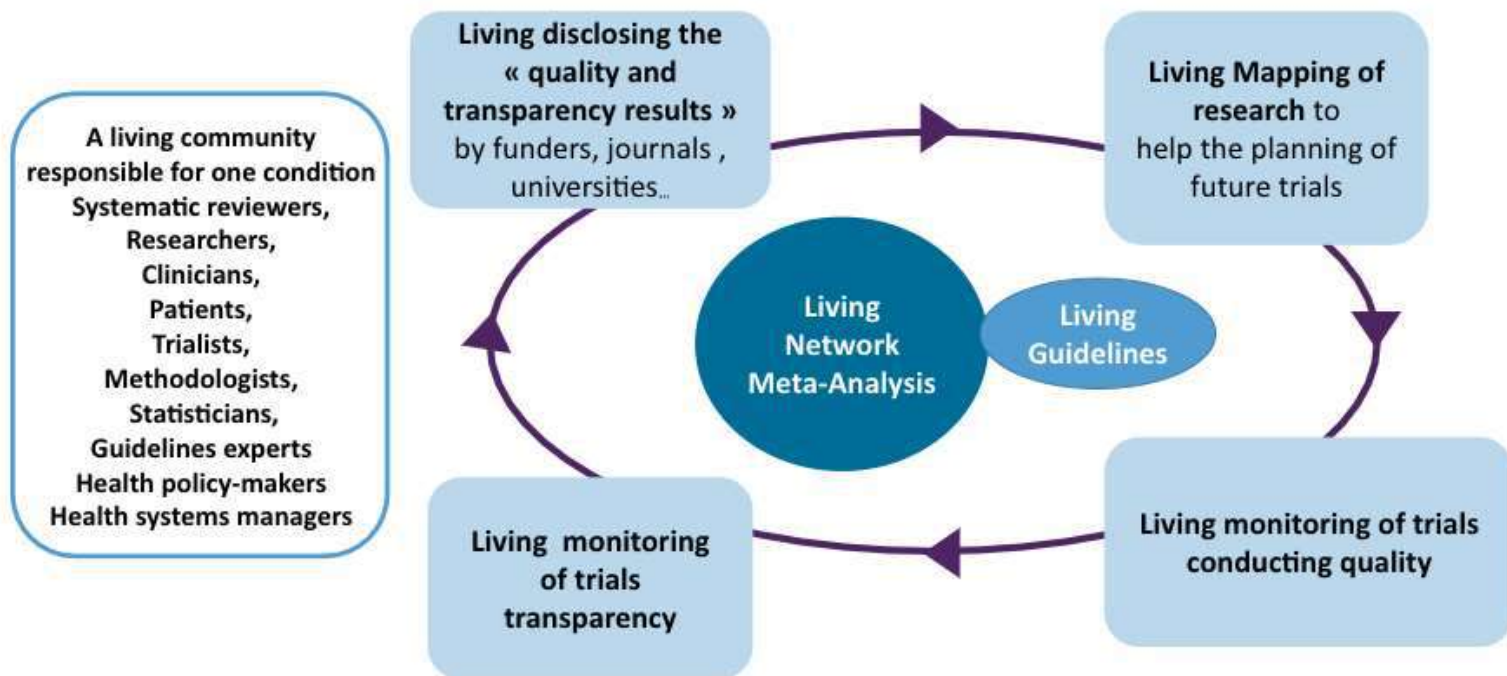 A living community
responsible for one condition
Systematic reviewers,
Researchers,
Clinicians,
Patients,
Trialists,
Methodologists,
Statisticians,
Guidelines experts
Health policy-makers
Health systems managers
Living disclosing the
« quality and
transparency results »
by funders, journals ,
universities...
Living Mapping of
research to
help the planning of
future trials
Living
Network
Meta-Analysis
Living
Guidelines
Living monitoring
of trials
transparency
Living monitoring of trials
conducting quality